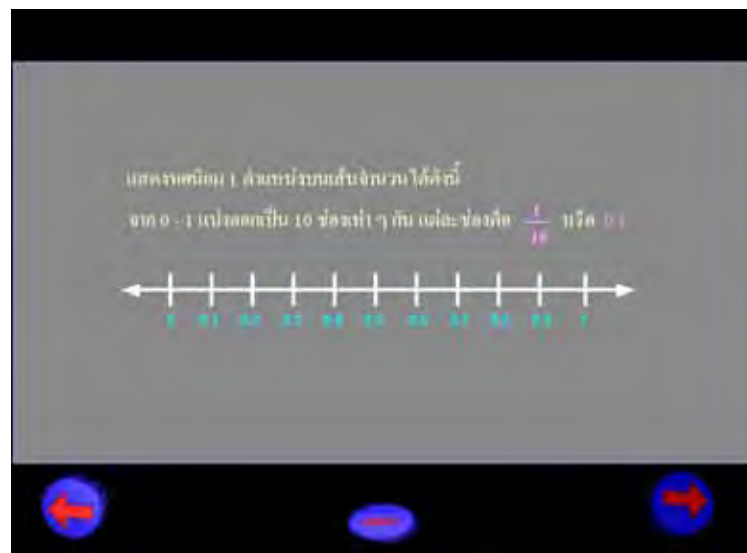 แสดงทศนิยม 1 ตำแหน่งบนเส้นจำนวน ได้ดังนี้
จาก 0 - 1 แบ่งออกเป็น 10 ช่องเท่า ๆ กัน แต่ละช่องคือ 1/10 หรือ 0.1
0 0.1 0.2 0.3 0.4 0.5 0.6 0.7 0.8 0.9 1